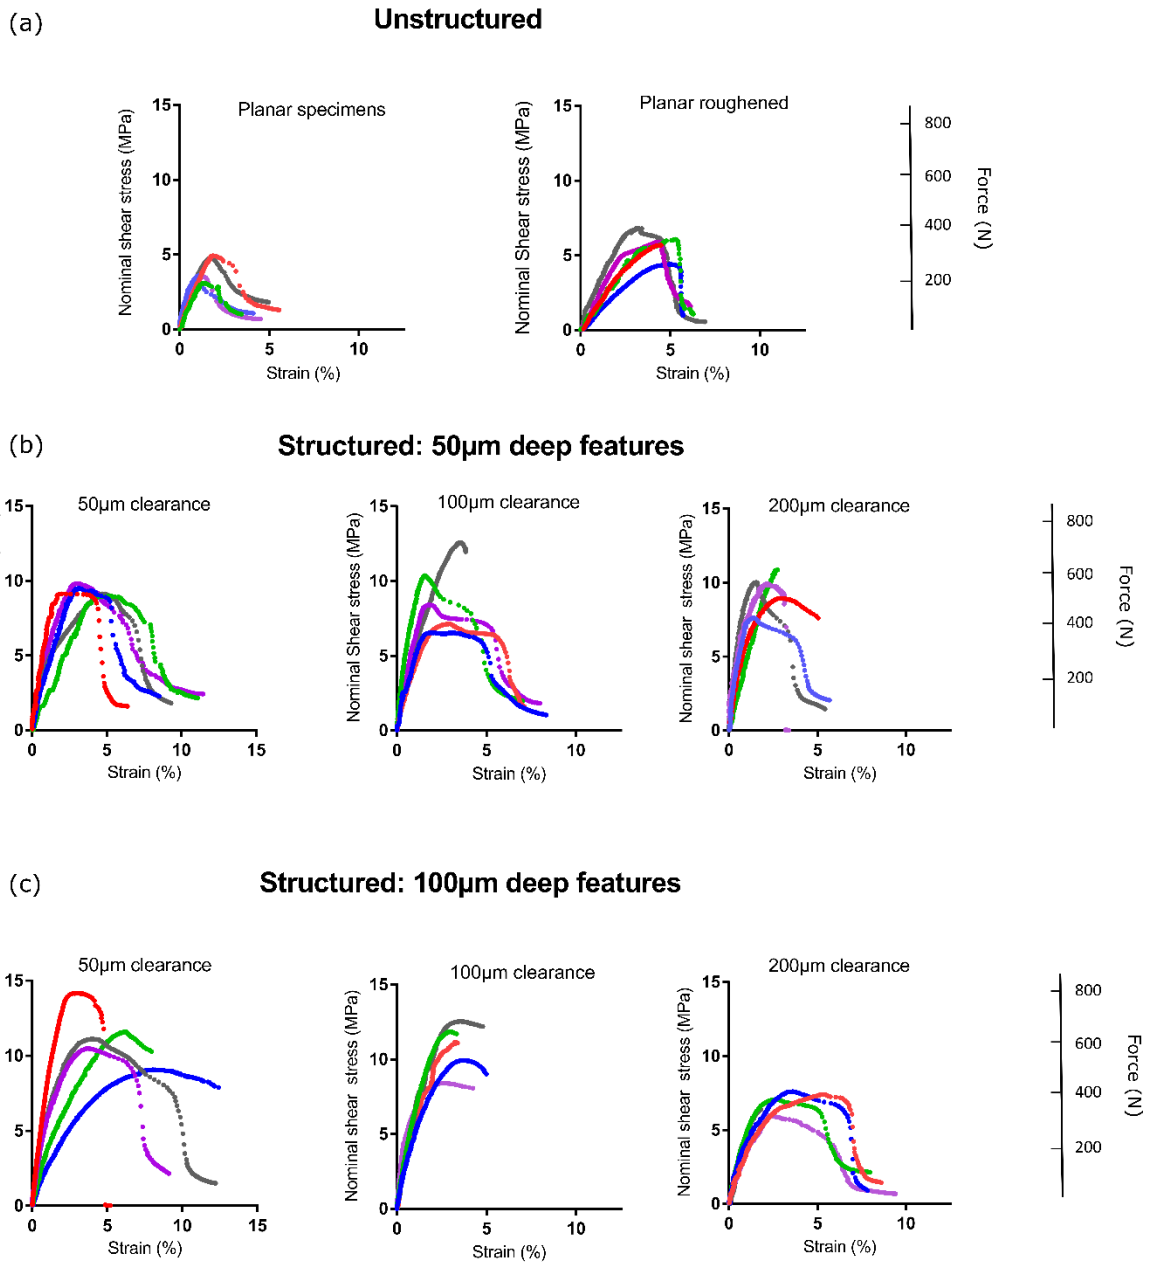 (a)
Unstructured
Planar specimens
Nominal shear stress (MPa)
15
10
5
0
0 5 10
Strain (%)
Planar roughened
Nominal Shear stress (MPa)
15
10
5
0
0 5 10
Strain (%)
800
600
400
200
Force (N)
(b)
Structured: 50µm deep features
50µm clearance
15
10
5
0
0 5 10 15
Strain (%)
100µm clearance
Nominal Shear stress (MPa)
15
10
5
0
0 5 10
Strain (%)
200µm clearance
Nominal shear stress (MPa)
15
10
5
0
0 5 10
Strain (%)
800
600
400
200
Force (N)
(c)
Structured: 100µm deep features
50µm clearance
15
10
5
0
0 5 10 15
Strain (%)
100µm clearance
Nominal shear stress (MPa)
15
10
5
0
0 5 10
Strain (%)
200µm clearance
Nominal shear stress (MPa)
15
10
5
0
0 5 10
Strain (%)
800
600
400
200
Force (N)